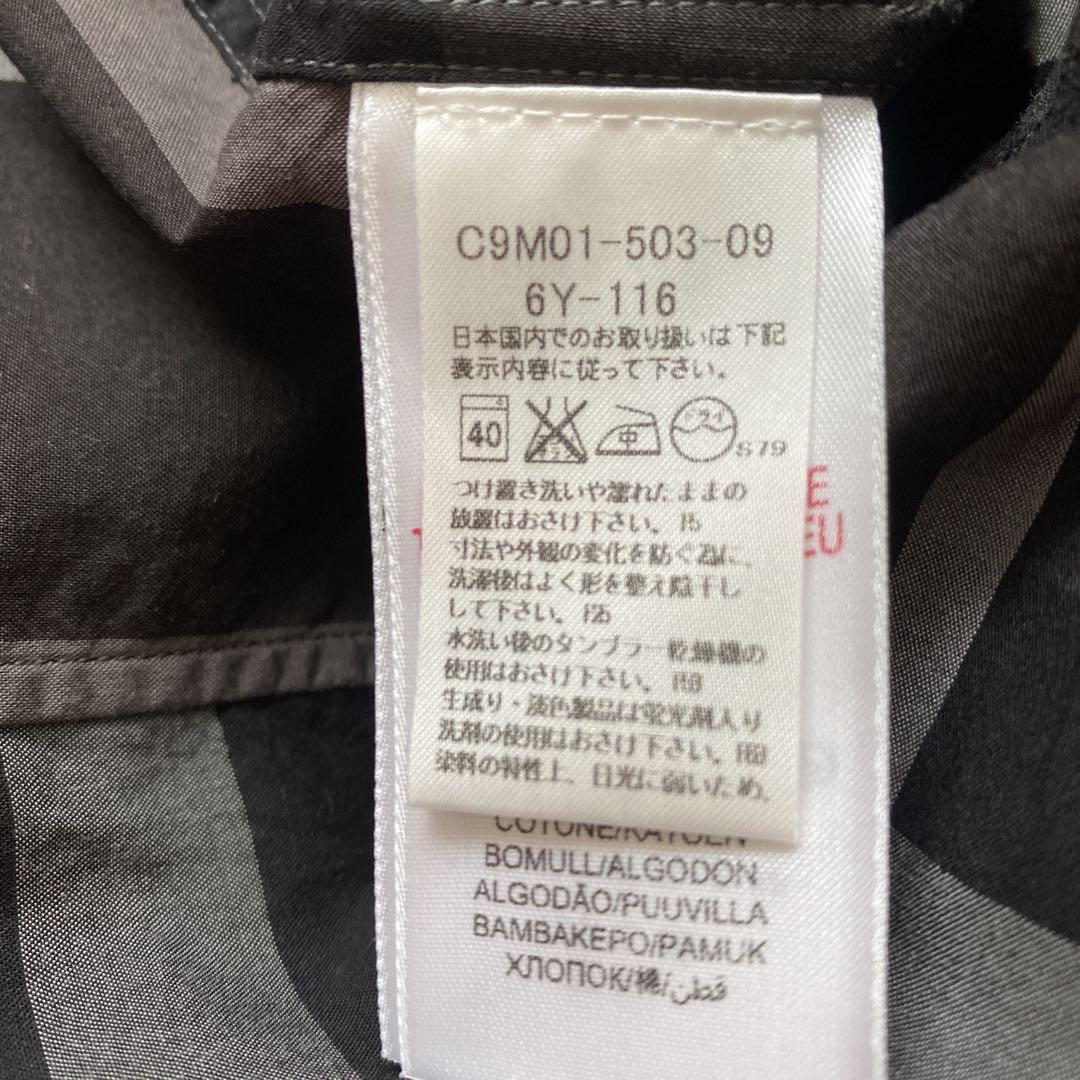 C9M01-503-09
6Y-116
日本国内でのお取り扱いは下記
表示内容に従って下さい。
40 中 ドライ S79
つけ置き洗いや濡れたままの
放置はおさけ下さい。 15
寸法や外観の変化を防ぐ為に、
洗濯後はよく形を整え陰干し
して下さい。
水洗い後のタンブラー乾燥機の
使用はおさけ下さい。
生成り・淡色製品は蛍光剤入り
洗剤の使用はおさけ下さい。
染料の特性上、日光に弱いため、
E
EU
COTONE/KATOEN
BOMULL/ALGODON
ALGODÃO/PUUVILLA
ΒΑΜΒΑΚΕΡΟ/PAMUK
ХЛОПОК/棉/قطن